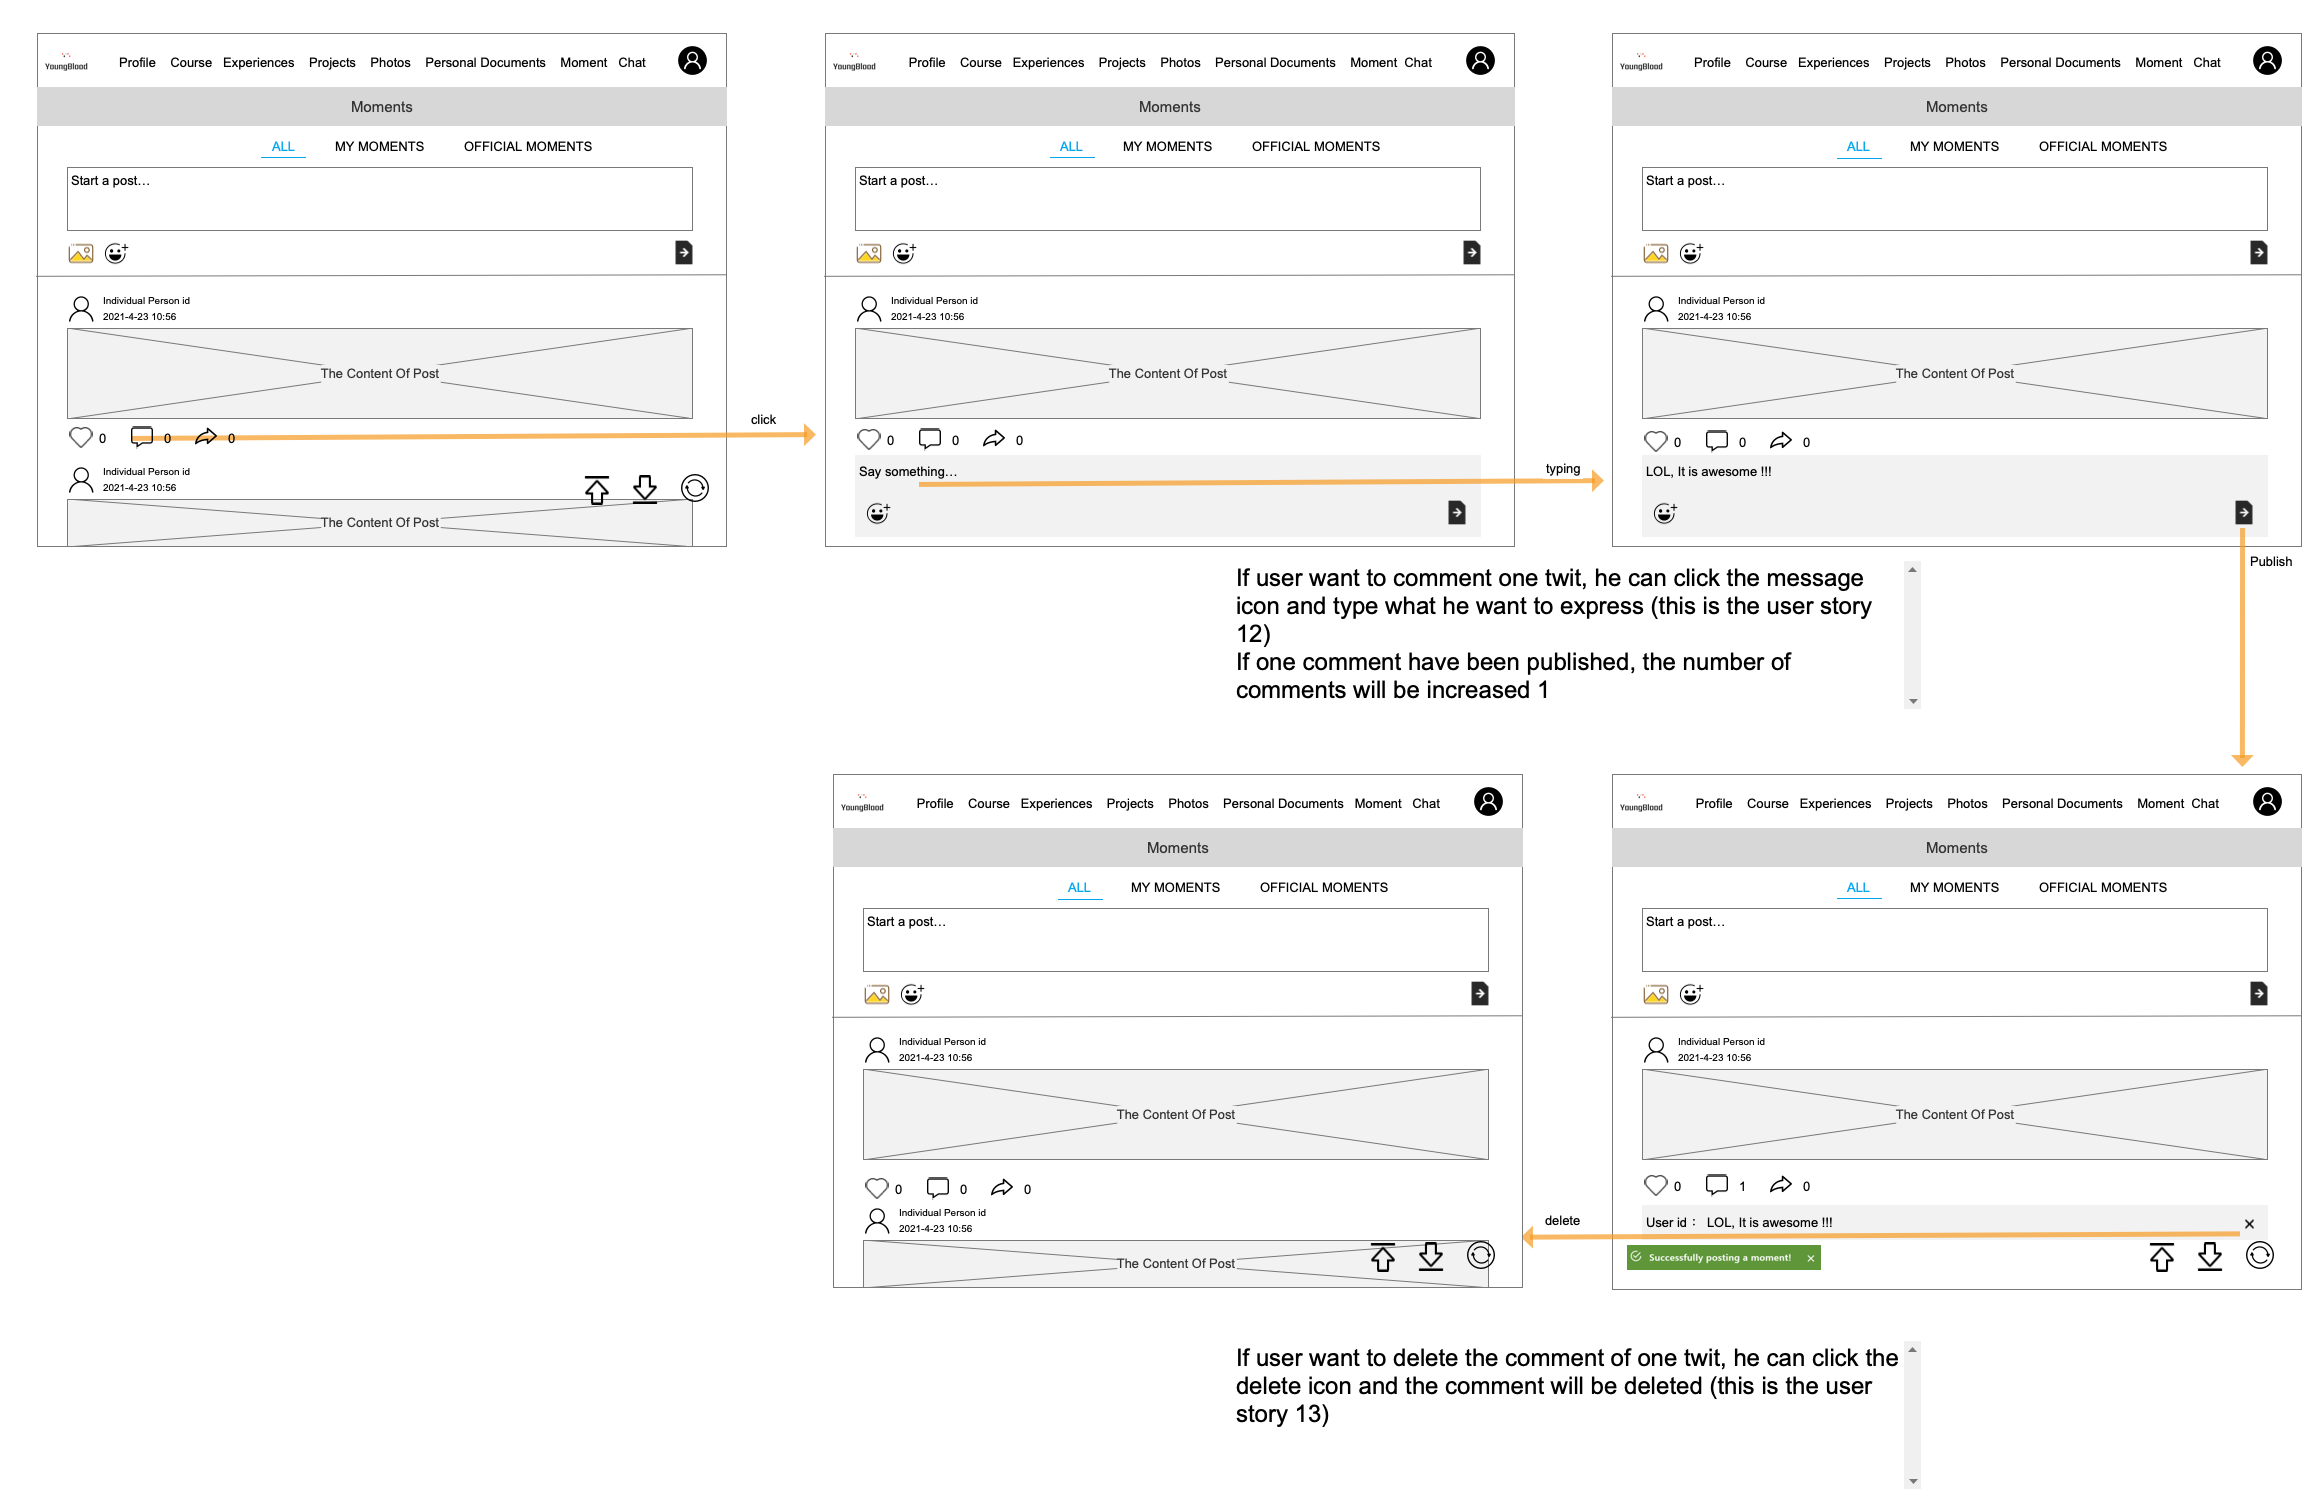 YoungBlood Profile Course Experiences Projects Photos Personal Documents Moment Chat
Moments
ALL MY MOMENTS OFFICIAL MOMENTS
Start a post...
Individual Person id
2021-4-23 10:56
The Content Of Post
0 0 0
Individual Person id
2021-4-23 10:56
The Content Of Post
click
YoungBlood Profile Course Experiences Projects Photos Personal Documents Moment Chat
Moments
ALL MY MOMENTS OFFICIAL MOMENTS
Start a post...
Individual Person id
2021-4-23 10:56
The Content Of Post
0 0 0
Say something...
typing
YoungBlood Profile Course Experiences Projects Photos Personal Documents Moment Chat
Moments
ALL MY MOMENTS OFFICIAL MOMENTS
Start a post...
Individual Person id
2021-4-23 10:56
The Content Of Post
0 0 0
LOL, It is awesome !!!
Publish
If user want to comment one twit, he can click the message
icon and type what he want to express (this is the user story
12)
If one comment have been published, the number of
comments will be increased 1
YoungBlood Profile Course Experiences Projects Photos Personal Documents Moment Chat
Moments
ALL MY MOMENTS OFFICIAL MOMENTS
Start a post...
Individual Person id
2021-4-23 10:56
The Content Of Post
0 0 0
Individual Person id
2021-4-23 10:56
The Content Of Post
delete
YoungBlood Profile Course Experiences Projects Photos Personal Documents Moment Chat
Moments
ALL MY MOMENTS OFFICIAL MOMENTS
Start a post...
Individual Person id
2021-4-23 10:56
The Content Of Post
0 1 0
User id： LOL, It is awesome !!!
Successfully posting a moment!
If user want to delete the comment of one twit, he can click the
delete icon and the comment will be deleted (this is the user
story 13)